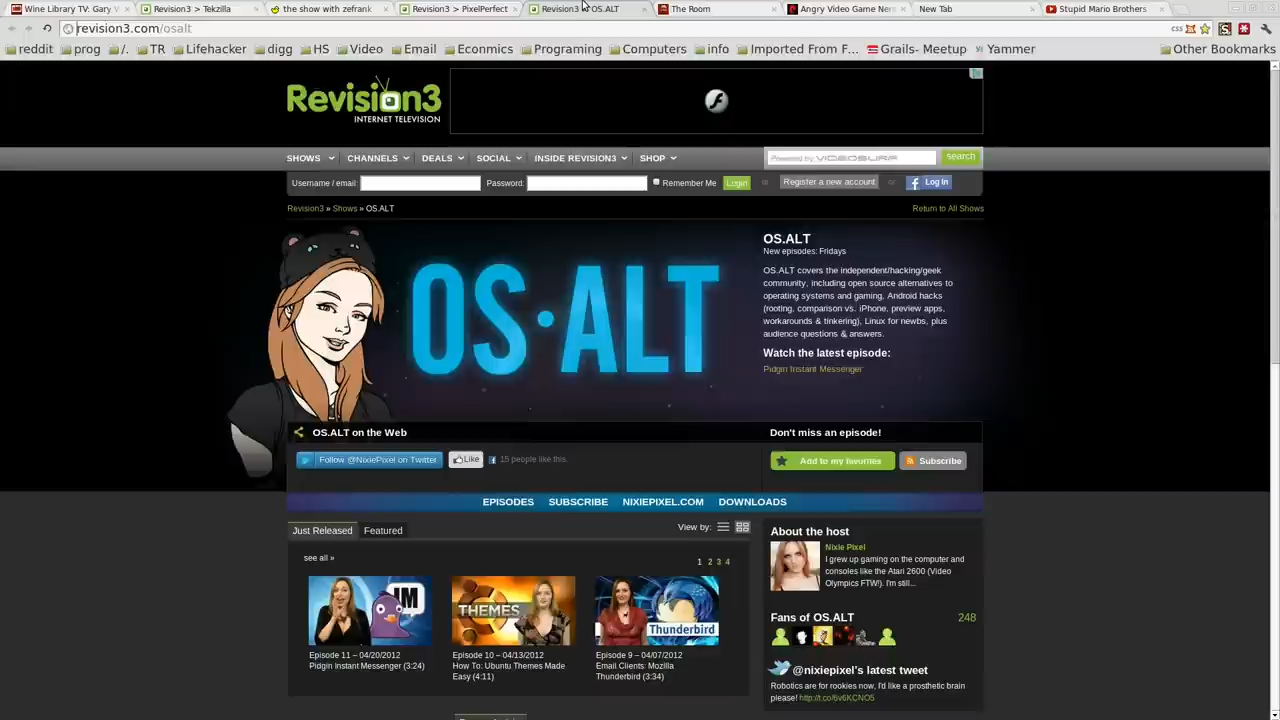 Wine Library TV: Gary V
Revision3 > Tekzilla
the show with zefrank
Revision3 > PixelPerfect
Revision3 OS.ALT
The Room
Angry Video Game Ner
New Tab
Stupid Mario Brothers
revision3.com/osalt
css
reddit prog /. TR Lifehacker digg HS Video Email Econmics Programing Computers info Imported From F... Grails- Meetup Yammer Other Bookmarks
Revision3
INTERNET TELEVISION
SHOWS CHANNELS DEALS SOCIAL INSIDE REVISION3 SHOP
Powered by VIDEOSURF search
Username / email: Password: Remember Me Login or Register a new account or Log In
Revision3 » Shows » OS.ALT
Return to All Shows
OS·ALT
OS.ALT
New episodes: Fridays
OS.ALT covers the independent/hacking/geek
community, including open source alternatives to
operating systems and gaming, Android hacks
(rooting, comparison vs. iPhone, preview apps,
workarounds & tinkering), Linux for newbs, plus
audience questions & answers.
Watch the latest episode:
Pidgin Instant Messenger
OS.ALT on the Web
Follow @NixiePixel on Twitter Like 15 people like this.
Don't miss an episode!
Add to my favorites Subscribe
EPISODES SUBSCRIBE NIXIEPIXEL.COM DOWNLOADS
Just Released Featured
View by:
see all »
1 2 3 4
IM
THEMES
Thunderbird
Episode 11 – 04/20/2012
Pidgin Instant Messenger (3:24)
Episode 10 – 04/13/2012
How To: Ubuntu Themes Made
Easy (4:11)
Episode 9 – 04/07/2012
Email Clients: Mozilla
Thunderbird (3:34)
About the host
Nixie Pixel
I grew up gaming on the computer and
consoles like the Atari 2600 (Video
Olympics FTW!). I'm still...
Fans of OS.ALT 248
@nixiepixel's latest tweet
Robotics are for rookies now, I'd like a prosthetic brain
please! http://t.co/6v6KCNO5